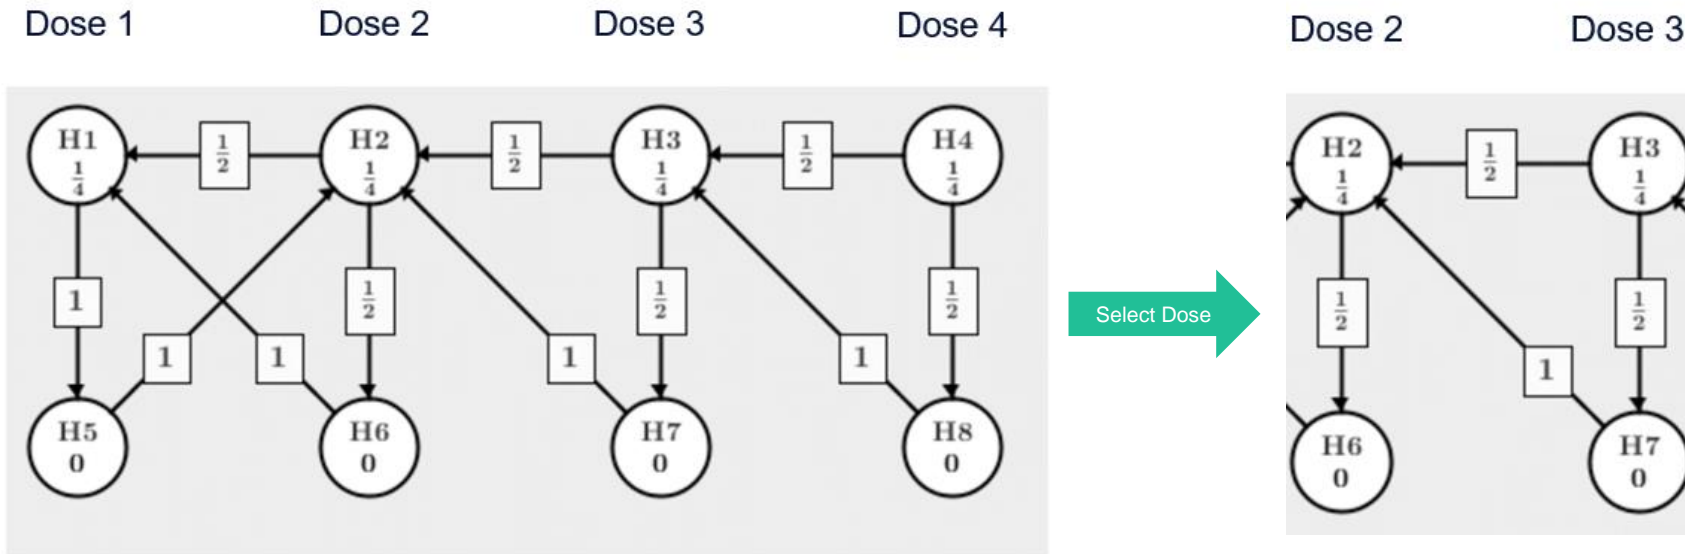 Dose 1 Dose 2 Dose 3 Dose 4 Dose 2 Dose 3
H1 1/4 1/2 H2 1/4 1/2 H3 1/4 1/2 H4 1/4
H2 1/4 1/2 H3 1/4
1 1/2 1/2 1/2
1/2 1/2
Select Dose
1 1 1 1
1
H5 H6 H7 H8
0 0 0 0
H6 H7
0 0